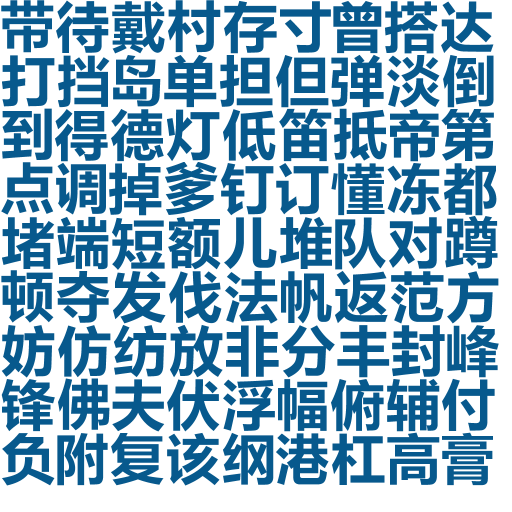 带待戴村存寸曾搭达
打挡岛单担但弹淡倒
到得德灯低笛抵帝第
点调掉爹钉订懂冻都
堵端短额儿堆队对蹲
顿夺发伐法帆返范方
妨仿纺放非分丰封峰
锋佛夫伏浮幅俯辅付
负附复该纲港杠高膏